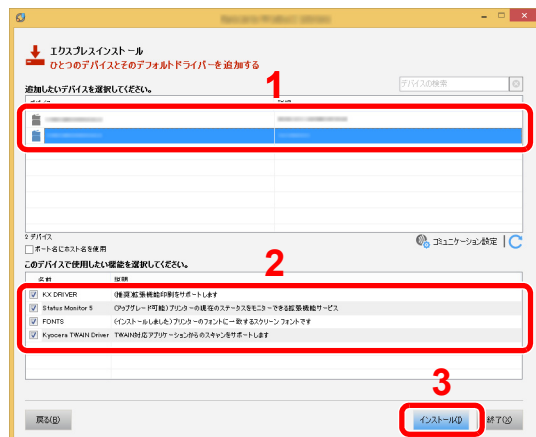 エクスプレスインストール
ひとつのデバイスとそのデフォルトドライバーを追加する
1
デバイスの検索
追加したいデバイスを選択してください。
2 デバイス
コミュニケーション設定
ポート名にホスト名を使用
2
このデバイスで使用したい機能を選択してください。
名前 説明
KX DRIVER (推奨)拡張機能印刷をサポートします
Status Monitor 5 (アップグレード可能)プリンターの現在のステータスをモニターできる拡張機能サービス
FONTS (インストールしました)プリンターのフォントに一致するスクリーン フォントです
Kyocera TWAIN Driver TWAIN対応アプリケーションからのスキャンをサポートします
3
戻る(B) インストール(I) 終了(X)